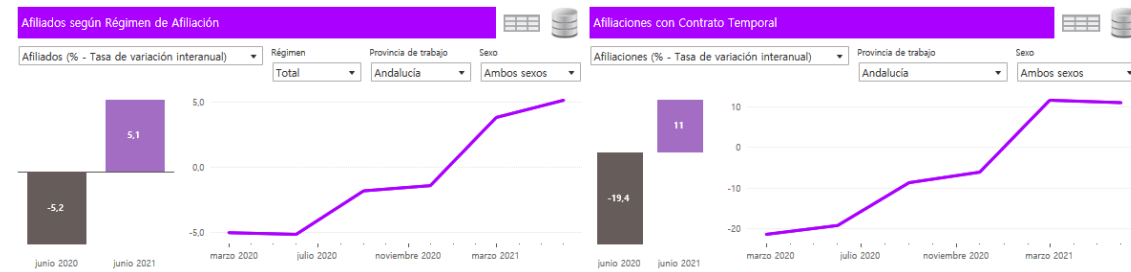 Afiliados según Régimen de Afiliación
Afiliados (% - Tasa de variación interanual)
Régimen
Total
Provincia de trabajo
Andalucía
Sexo
Ambos sexos
5,1
-5,2
junio 2020 junio 2021
5,0
0,0
-5,0
marzo 2020 julio 2020 noviembre 2020 marzo 2021
Afiliaciones con Contrato Temporal
Afiliaciones (% - Tasa de variación interanual)
Provincia de trabajo
Andalucía
Sexo
Ambos sexos
11
-19,4
junio 2020 junio 2021
10
0
-10
-20
marzo 2020 julio 2020 noviembre 2020 marzo 2021